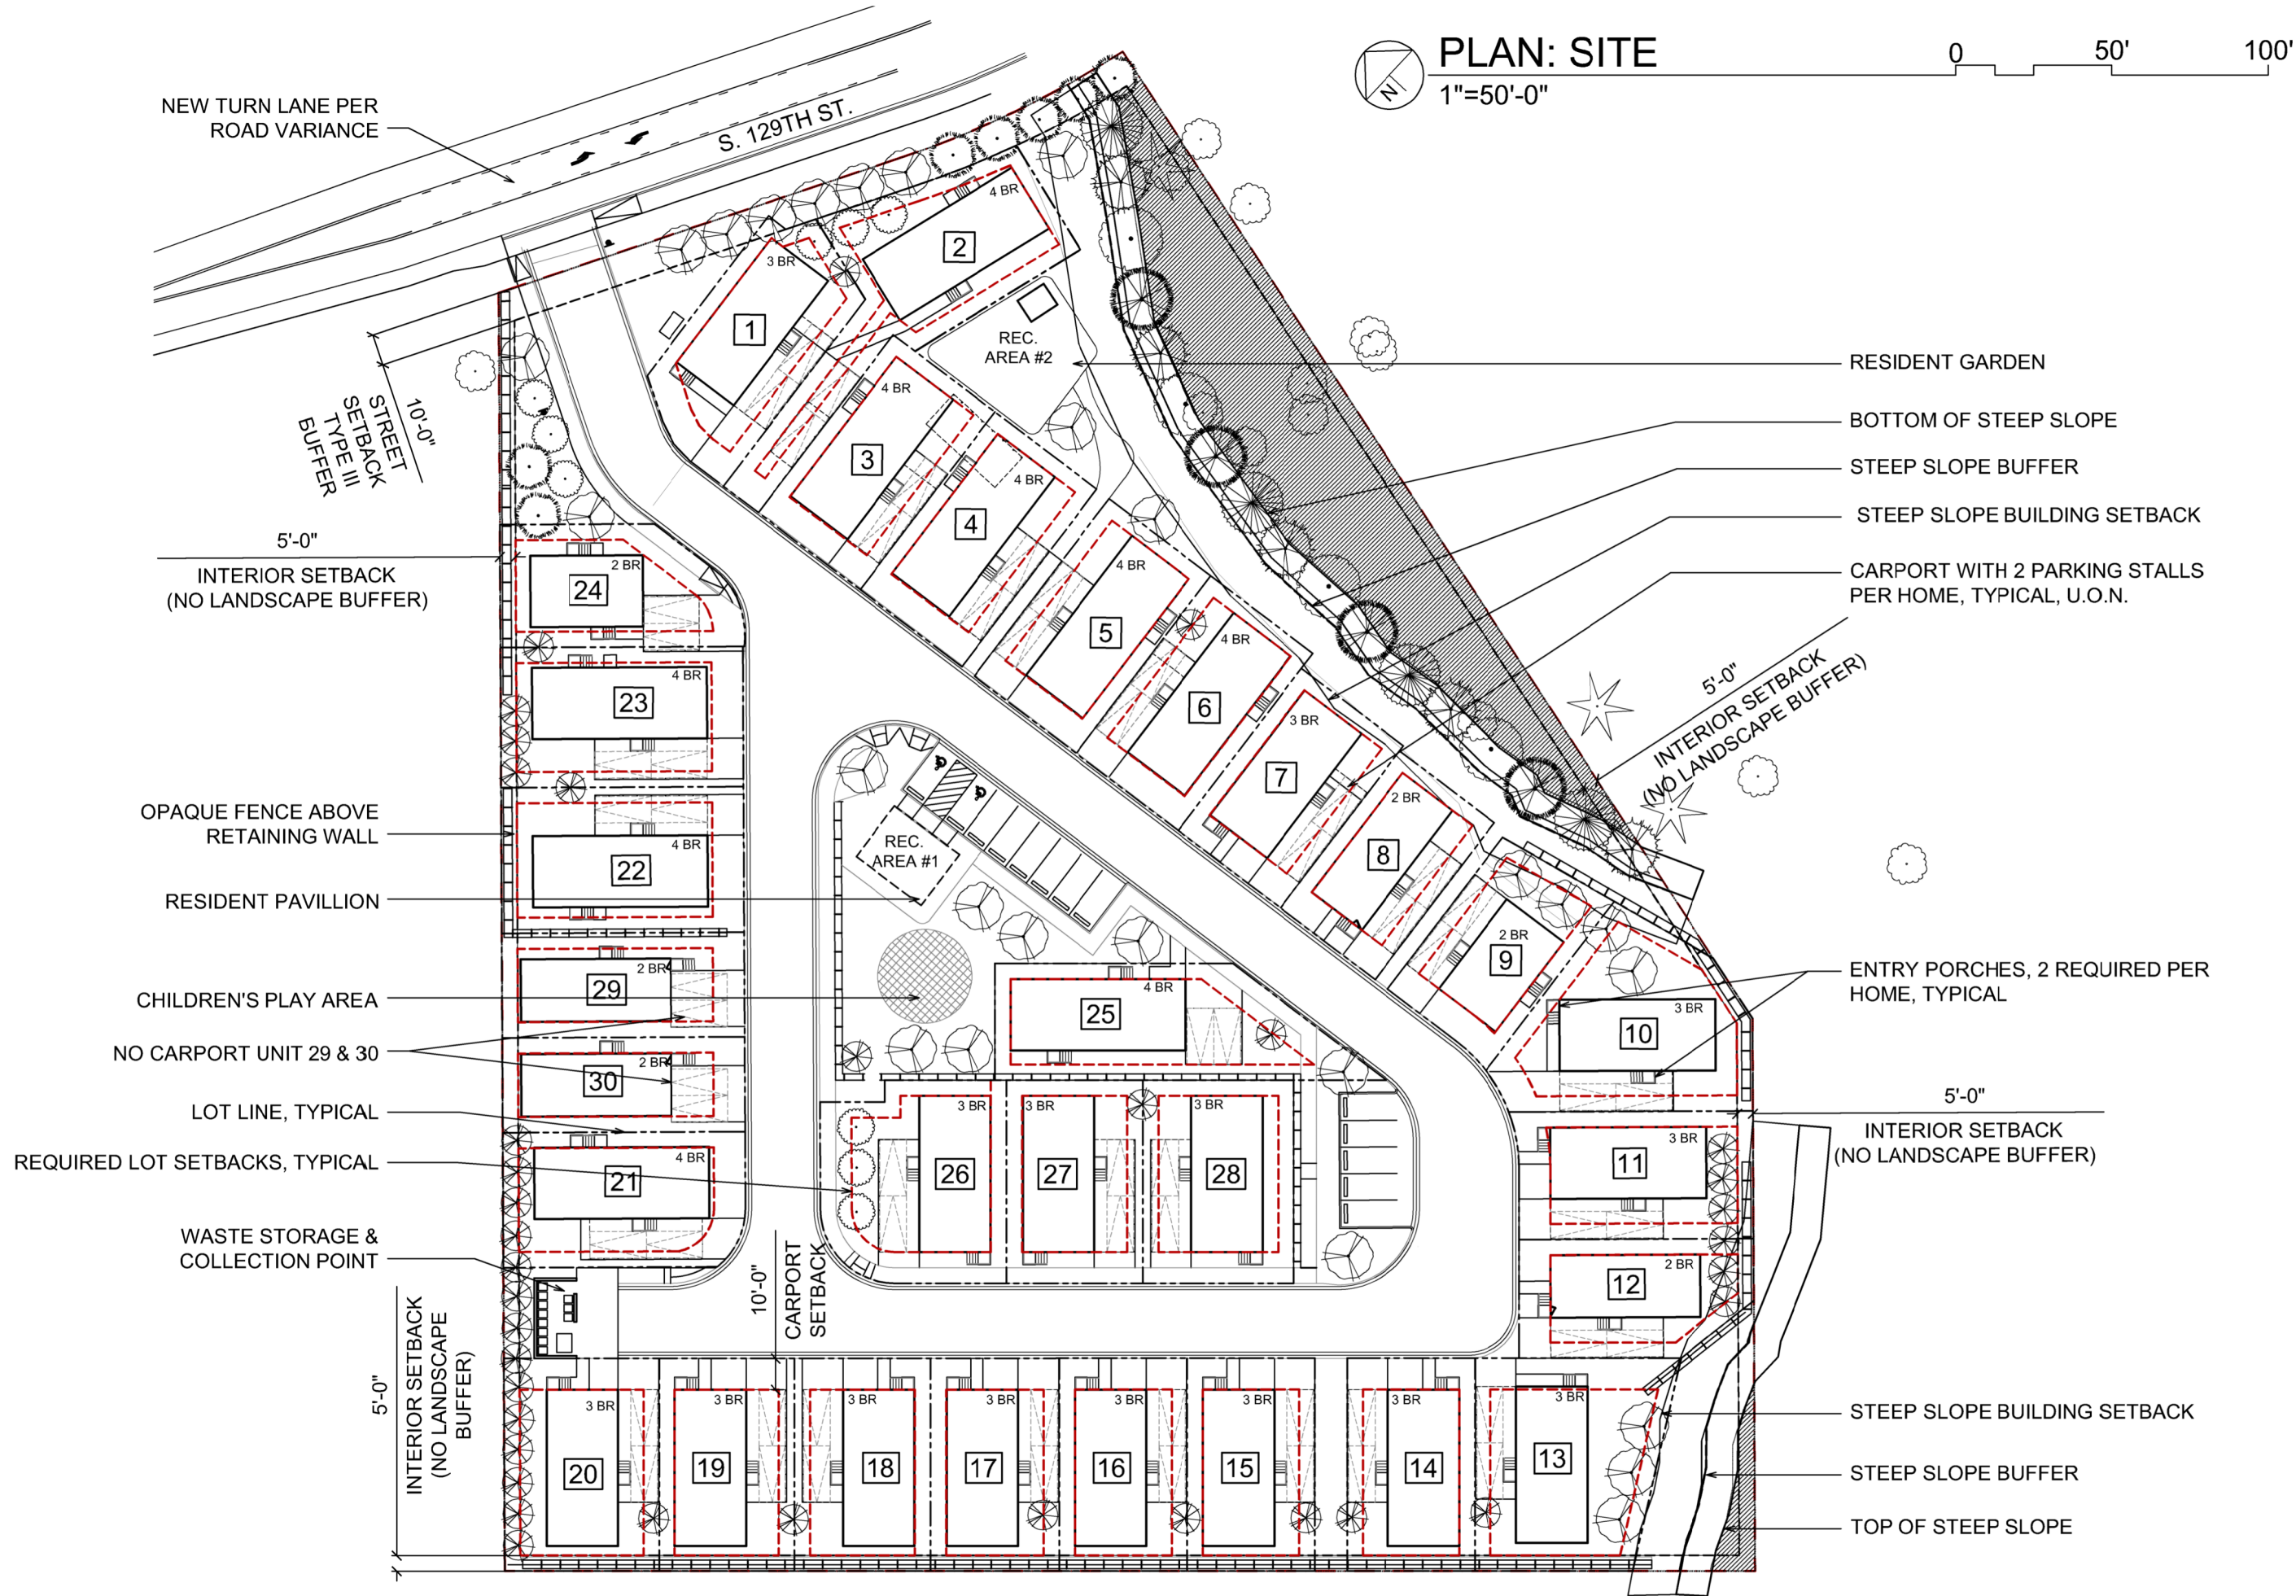 PLAN: SITE
1"=50'-0"
N
0 50' 100'
NEW TURN LANE PER
ROAD VARIANCE
S. 129TH ST.
10'-0"
STREET
SETBACK
TYPE III
BUFFER
5'-0"
INTERIOR SETBACK
(NO LANDSCAPE BUFFER)
OPAQUE FENCE ABOVE
RETAINING WALL
RESIDENT PAVILLION
CHILDREN'S PLAY AREA
NO CARPORT UNIT 29 & 30
LOT LINE, TYPICAL
REQUIRED LOT SETBACKS, TYPICAL
WASTE STORAGE &
COLLECTION POINT
5'-0"
INTERIOR SETBACK
(NO LANDSCAPE
BUFFER)
10'-0"
CARPORT
SETBACK
3 BR
1
4 BR
2
REC.
AREA #2
4 BR
3
4 BR
4
4 BR
5
4 BR
6
3 BR
7
2 BR
8
2 BR
9
3 BR
10
3 BR
11
2 BR
12
3 BR
13
3 BR
14
3 BR
15
3 BR
16
3 BR
17
3 BR
18
3 BR
19
3 BR
20
4 BR
21
4 BR
22
4 BR
23
2 BR
24
4 BR
25
3 BR
26
3 BR
27
3 BR
28
2 BR
29
2 BR
30
REC.
AREA #1
RESIDENT GARDEN
BOTTOM OF STEEP SLOPE
STEEP SLOPE BUFFER
STEEP SLOPE BUILDING SETBACK
CARPORT WITH 2 PARKING STALLS
PER HOME, TYPICAL, U.O.N.
5'-0"
INTERIOR SETBACK
(NO LANDSCAPE BUFFER)
ENTRY PORCHES, 2 REQUIRED PER
HOME, TYPICAL
5'-0"
INTERIOR SETBACK
(NO LANDSCAPE BUFFER)
STEEP SLOPE BUILDING SETBACK
STEEP SLOPE BUFFER
TOP OF STEEP SLOPE